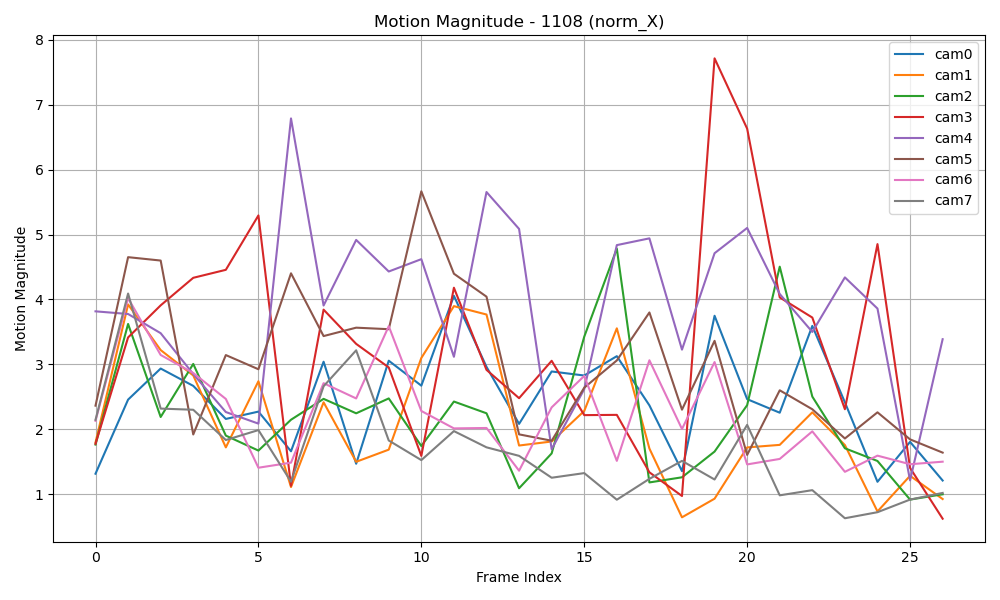 Motion Magnitude - 1108 (norm_X)
8
7
6
5
4
3
2
1
Motion Magnitude
0
5
10
15
20
25
Frame Index
cam0
cam1
cam2
cam3
cam4
cam5
cam6
cam7